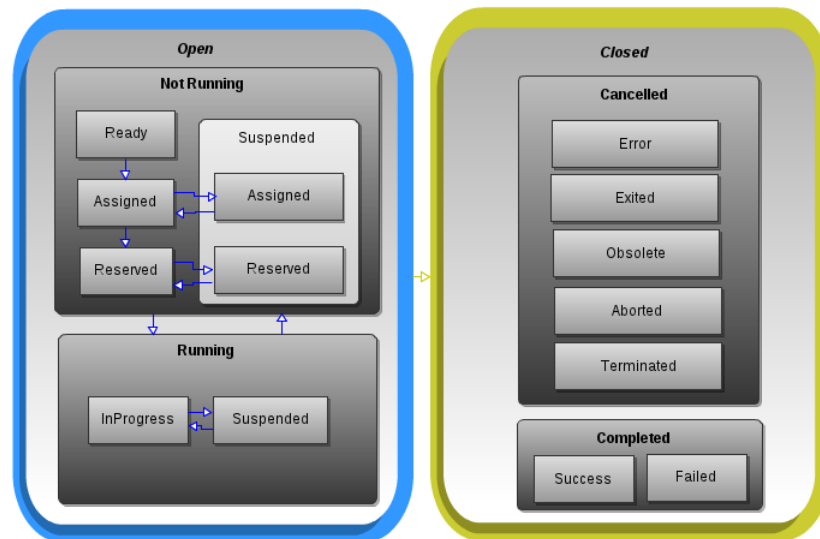 Open
Not Running
Ready
Suspended
Assigned
Assigned
Reserved
Reserved
Running
InProgress
Suspended
Closed
Cancelled
Error
Exited
Obsolete
Aborted
Terminated
Completed
Success
Failed